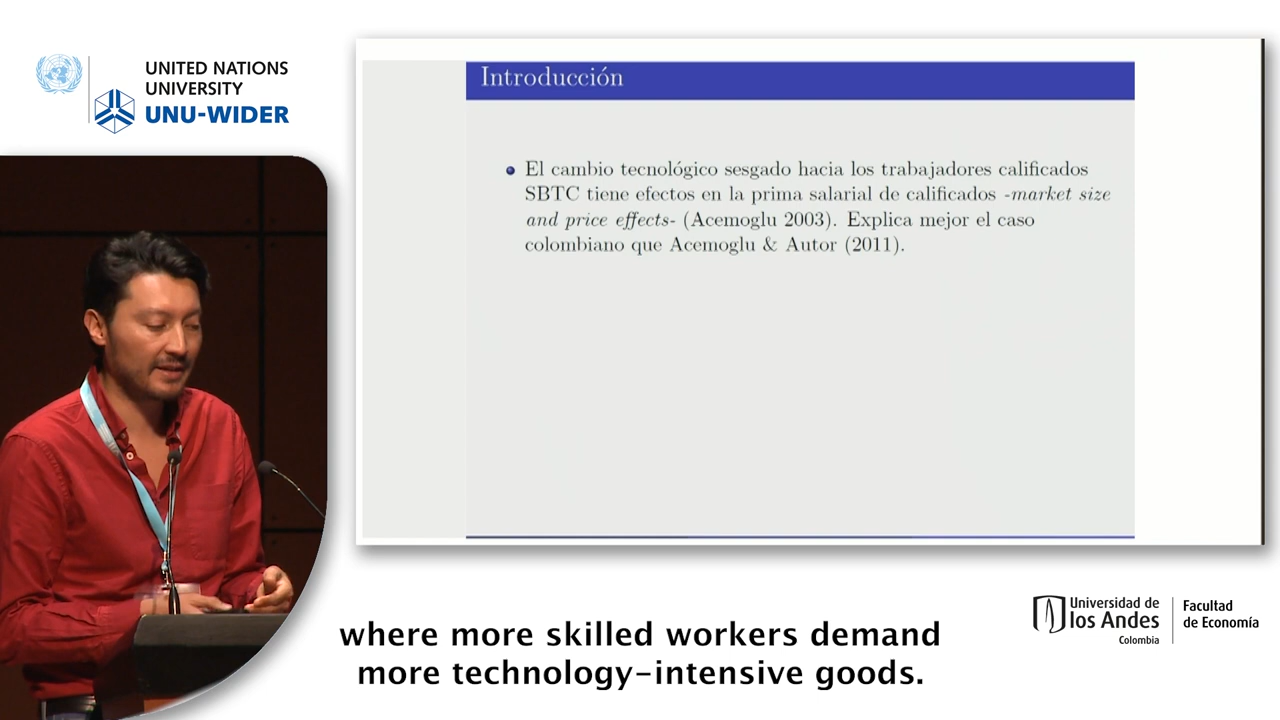 UNITED NATIONS
UNIVERSITY
UNU-WIDER
Introducción
El cambio tecnológico sesgado hacia los trabajadores calificados
SBTC tiene efectos en la prima salarial de calificados -market size
and price effects- (Acemoglu 2003). Explica mejor el caso
colombiano que Acemoglu & Autor (2011).
where more skilled workers demand
more technology-intensive goods.
Universidad de
los Andes
Colombia
Facultad
de Economía